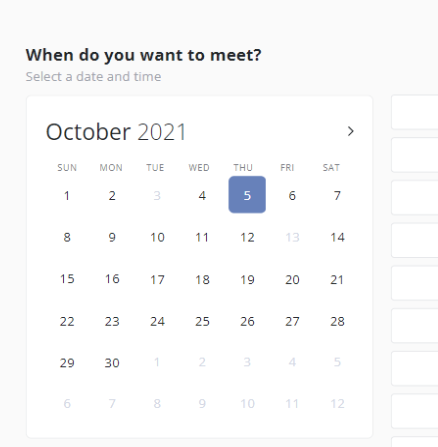 When do you want to meet?
Select a date and time
October 2021
SUN MON TUE WED THU FRI SAT
1 2 3 4 5 6 7
8 9 10 11 12 13 14
15 16 17 18 19 20 21
22 23 24 25 26 27 28
29 30 1 2 3 4 5
6 7 8 9 10 11 12